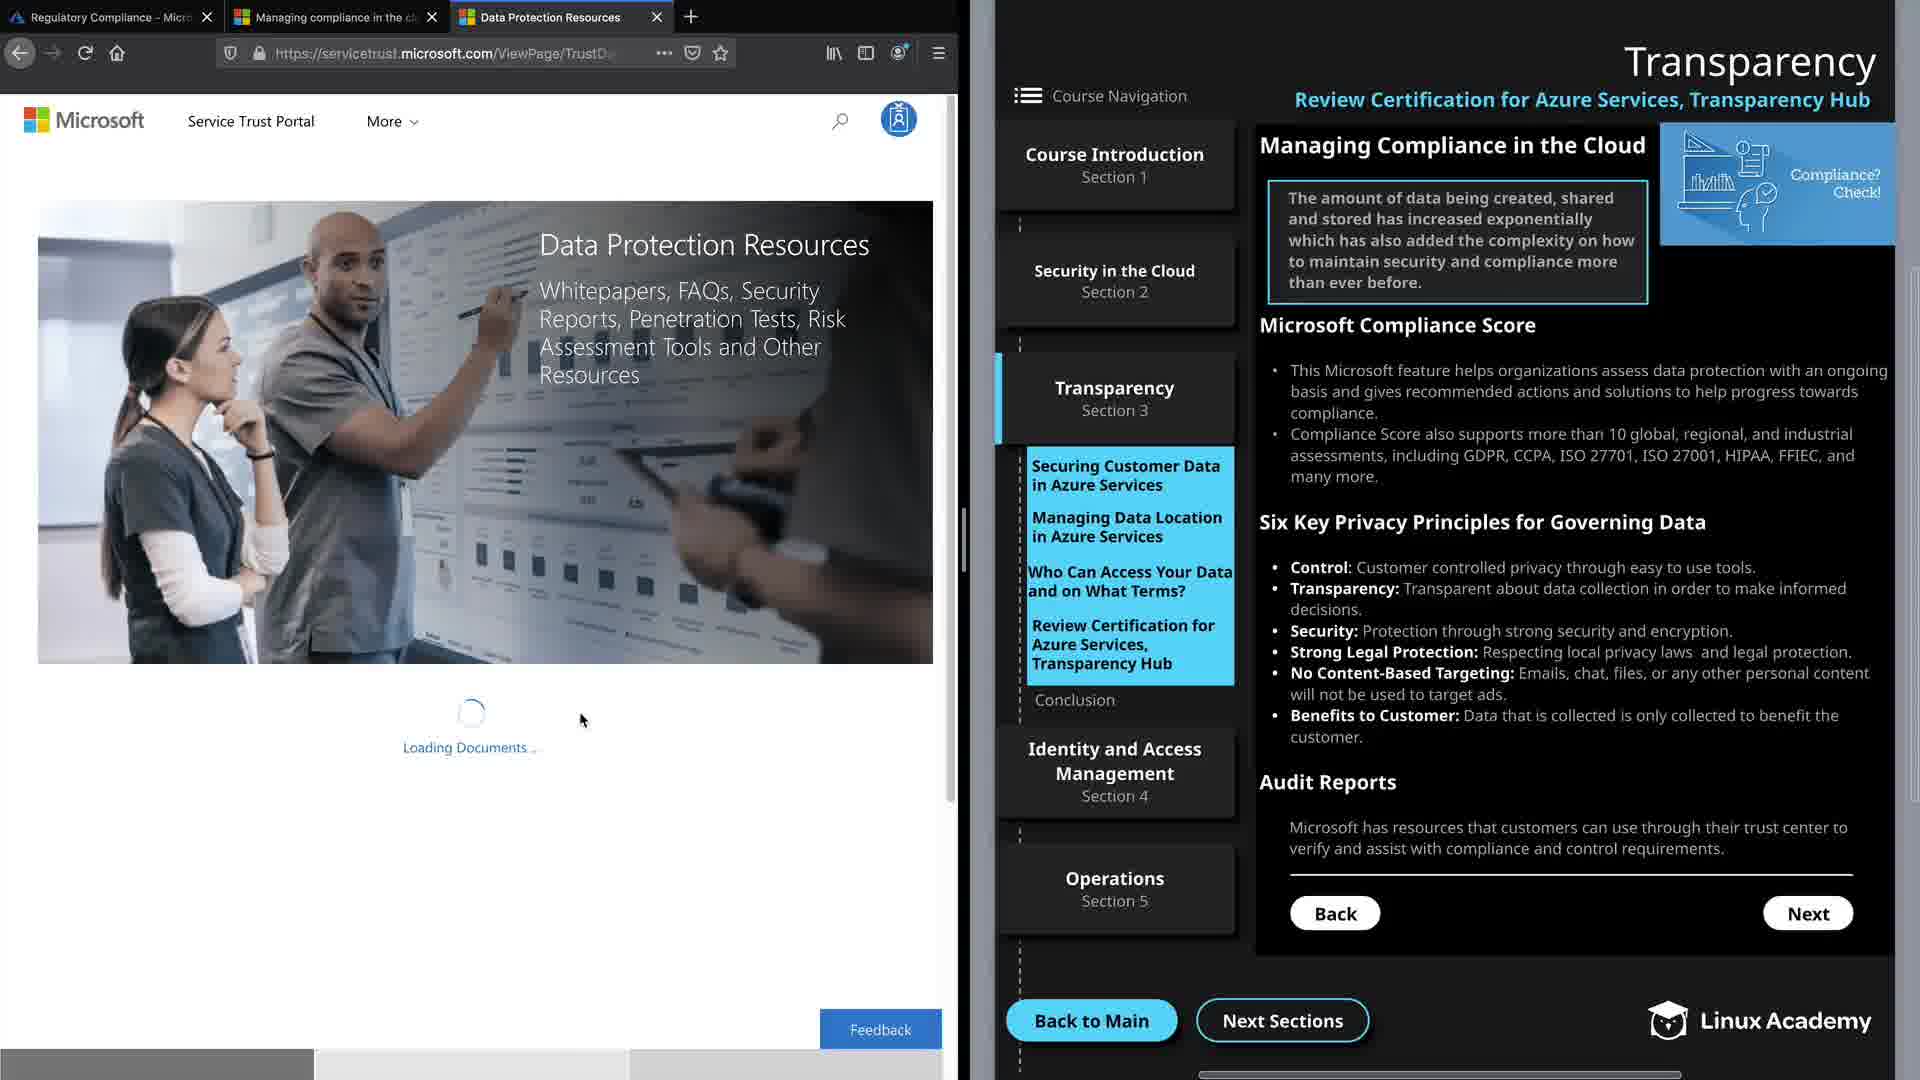 Regulatory Compliance - Micro
Managing compliance in the cl
Data Protection Resources
https://servicetrust.microsoft.com/ViewPage/TrustD
Microsoft
Service Trust Portal
More
Data Protection Resources
Whitepapers, FAQs, Security
Reports, Penetration Tests, Risk
Assessment Tools and Other
Resources
Loading Documents ..
Feedback
Transparency
Review Certification for Azure Services, Transparency Hub
Course Navigation
Course Introduction
Section 1
Security in the Cloud
Section 2
Transparency
Section 3
Securing Customer Data
in Azure Services
Managing Data Location
in Azure Services
Who Can Access Your Data
and on What Terms?
Review Certification for
Azure Services,
Transparency Hub
Conclusion
Identity and Access
Management
Section 4
Operations
Section 5
Managing Compliance in the Cloud
Compliance?
Check!
The amount of data being created, shared
and stored has increased exponentially
which has also added the complexity on how
to maintain security and compliance more
than ever before.
Microsoft Compliance Score
• This Microsoft feature helps organizations assess data protection with an ongoing
basis and gives recommended actions and solutions to help progress towards
compliance.
• Compliance Score also supports more than 10 global, regional, and industrial
assessments, including GDPR, CCPA, ISO 27701, ISO 27001, HIPAA, FFIEC, and
many more.
Six Key Privacy Principles for Governing Data
• Control: Customer controlled privacy through easy to use tools.
• Transparency: Transparent about data collection in order to make informed
decisions.
• Security: Protection through strong security and encryption.
• Strong Legal Protection: Respecting local privacy laws and legal protection.
• No Content-Based Targeting: Emails, chat, files, or any other personal content
will not be used to target ads.
• Benefits to Customer: Data that is collected is only collected to benefit the
customer.
Audit Reports
Microsoft has resources that customers can use through their trust center to
verify and assist with compliance and control requirements.
Back
Next
Back to Main
Next Sections
Linux Academy